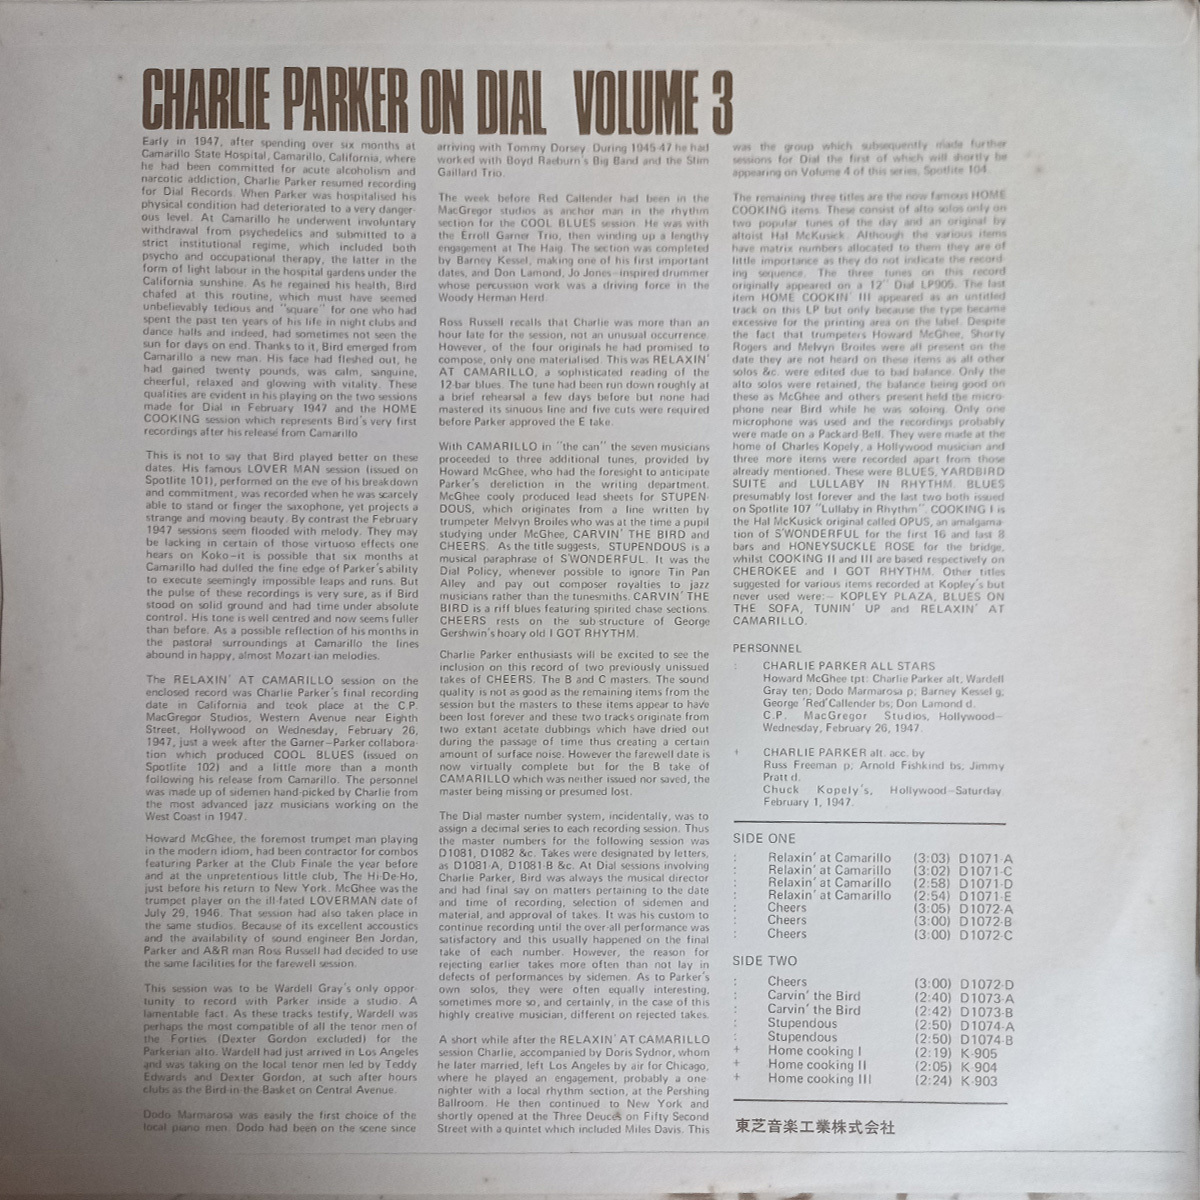 CHARLIE PARKER ON DIAL VOLUME 3
Early in 1947, after spending over six months at
Camarillo State Hospital, Camarillo, California, where
he had been committed for acute alcoholism and
narcotic addiction, Charlie Parker resumed recording
for Dial Records. When Parker was hospitalised his
physical condition had deteriorated to a very danger-
ous level. At Camarillo he underwent involuntary
withdrawal from psychedelics and submitted to a
strict institutional regime, which included both
psycho and occupational therapy, the latter in the
form of light labour in the hospital gardens under the
California sunshine. As he regained his health, Bird
chafed at this routine, which must have seemed
unbelievably tedious and "square" for one who had
spent the past ten years of his life in night clubs and
dance halls and indeed, had sometimes not seen the
sun for days on end. Thanks to it, Bird emerged from
Camarillo a new man. His face had fleshed out, he
had gained twenty pounds, was calm, sanguine,
cheerful, relaxed and glowing with vitality. These
qualities are evident in his playing on the two sessions
made for Dial in February 1947 and the HOME
COOKING session which represents Bird's very first
recordings after his release from Camarillo
This is not to say that Bird played better on these
dates. His famous LOVER MAN session (issued on
Spotlite 101), performed on the eve of his breakdown
and commitment, was recorded when he was scarcely
able to stand or finger the saxophone, yet projects a
strange and moving beauty. By contrast the February
1947 sessions seem flooded with melody. They may
be lacking in certain of those virtuoso effects one
hears on Koko—it is possible that six months at
Camarillo had dulled the fine edge of Parker's ability
to execute seemingly impossible leaps and runs. But
the pulse of these recordings is very sure, as if Bird
stood on solid ground and had time under absolute
control. His tone is well centred and now seems fuller
than before. As a possible reflection of his months in
the pastoral surroundings at Camarillo the lines
abound in happy, almost Mozart-ian melodies.
The RELAXIN' AT CAMARILLO session on the
enclosed record was Charlie Parker's final recording
date in California and took place at the C.P.
MacGregor Studios, Western Avenue near Eighth
Street, Hollywood on Wednesday, February 26,
1947, just a week after the Garner—Parker collabora-
tion which produced COOL BLUES (issued on
Spotlite 102) and a little more than a month
following his release from Camarillo. The personnel
was made up of sidemen hand-picked by Charlie from
the most advanced jazz musicians working on the
West Coast in 1947.
Howard McGhee, the foremost trumpet man playing
in the modern idiom, had been contractor for combos
featuring Parker at the Club Finale the year before
and at the unpretentious little club, The Hi-De-Ho,
just before his return to New York. McGhee was the
trumpet player on the ill-fated LOVERMAN date of
July 29, 1946. That session had also taken place in
the same studios. Because of its excellent accoustics
and the availability of sound engineer Ben Jordan,
Parker and A&R man Ross Russell had decided to use
the same facilities for the farewell session.
This session was to be Wardell Gray's only oppor-
tunity to record with Parker inside a studio. A
lamentable fact. As these tracks testify, Wardell was
perhaps the most compatible of all the tenor men of
the Forties (Dexter Gordon excluded) for the
Parkerian alto. Wardell had just arrived in Los Angeles
and was taking on the local tenor men led by Teddy
Edwards and Dexter Gordon, at such after hours
clubs as the Bird-in-the-Basket on Central Avenue.
Dodo Marmarosa was easily the first choice of the
local piano men. Dodo had been on the scene since
arriving with Tommy Dorsey. During 1945-47 he had
worked with Boyd Raeburn's Big Band and the Slim
Gaillard Trio.
The week before Red Callender had been in the
MacGregor studios as anchor man in the rhythm
section for the COOL BLUES session. He was with
the Erroll Garner Trio, then winding up a lengthy
engagement at The Haig. The section was completed
by Barney Kessel, making one of his first important
dates, and Don Lamond, Jo Jones—inspired drummer
whose percussion work was a driving force in the
Woody Herman Herd.
Ross Russell recalls that Charlie was more than an
hour late for the session, not an unusual occurrence.
However, of the four originals he had promised to
compose, only one materialised. This was RELAXIN'
AT CAMARILLO, a sophisticated reading of the
12-bar blues. The tune had been run down roughly at
a brief rehearsal a few days before but none had
mastered its sinuous line and five cuts were required
before Parker approved the E take.
With CAMARILLO in "the can" the seven musicians
proceeded to three additional tunes, provided by
Howard McGhee, who had the foresight to anticipate
Parker's dereliction in the writing department.
McGhee cooly produced lead sheets for STUPEN-
DOUS, which originates from a line written by
trumpeter Melvyn Broiles who was at the time a pupil
studying under McGhee, CARVIN' THE BIRD and
CHEERS. As the title suggests, STUPENDOUS is a
musical paraphrase of S'WONDERFUL. It was the
Dial Policy, whenever possible to ignore Tin Pan
Alley and pay out composer royalties to jazz
musicians rather than the tunesmiths. CARVIN' THE
BIRD is a riff blues featuring spirited chase sections.
CHEERS rests on the sub-structure of George
Gershwin's hoary old I GOT RHYTHM.
Charlie Parker enthusiasts will be excited to see the
inclusion on this record of two previously unissued
takes of CHEERS. The B and C masters. The sound
quality is not as good as the remaining items from the
session but the masters to these items appear to have
been lost forever and these two tracks originate from
two extant acetate dubbings which have dried out
during the passage of time thus creating a certain
amount of surface noise. However the farewell date is
now virtually complete but for the B take of
CAMARILLO which was neither issued nor saved, the
master being missing or presumed lost.
The Dial master number system, incidentally, was to
assign a decimal series to each recording session. Thus
the master numbers for the following session was
D1081, D1082 &c. Takes were designated by letters,
as D1081-A, D1081-B &c. At Dial sessions involving
Charlie Parker, Bird was always the musical director
and had final say on matters pertaining to the date
and time of recording, selection of sidemen and
material, and approval of takes. It was his custom to
continue recording until the over-all performance was
satisfactory and this usually happened on the final
take of each number. However, the reason for
rejecting earlier takes more often than not lay in
defects of performances by sidemen. As to Parker's
own solos, they were often equally interesting,
sometimes more so, and certainly, in the case of this
highly creative musician, different on rejected takes.
A short while after the RELAXIN' AT CAMARILLO
session Charlie, accompanied by Doris Sydnor, whom
he later married, left Los Angeles by air for Chicago,
where he played an engagement, probably a one-
nighter with a local rhythm section, at the Pershing
Ballroom. He then continued to New York and
shortly opened at the Three Deuces on Fifty Second
Street with a quintet which included Miles Davis. This
was the group which subsequently made further
sessions for Dial the first of which will shortly be
appearing on Volume 4 of this series, Spotlite 104.
The remaining three titles are the now famous HOME
COOKING items. These consist of alto solos only on
two popular tunes of the day and an original by
altoist Hal McKusick. Although the various items
have matrix numbers allocated to them they are of
little importance as they do not indicate the record-
ing sequence. The three tunes on this record
originally appeared on a 12" Dial LP905. The last
item HOME COOKIN' III appeared as an untitled
track on this LP but only because the type became
excessive for the printing area on the label. Despite
the fact that trumpeters Howard McGhee, Shorty
Rogers and Melvyn Broiles were all present on the
date they are not heard on these items as all other
solos &c. were edited due to bad balance. Only the
alto solos were retained, the balance being good on
these as McGhee and others present held the micro-
phone near Bird while he was soloing. Only one
microphone was used and the recordings probably
were made on a Packard Bell. They were made at the
home of Charles Kopely, a Hollywood musician and
three more items were recorded apart from those
already mentioned. These were BLUES, YARDBIRD
SUITE and LULLABY IN RHYTHM. BLUES
presumably lost forever and the last two both issued
on Spotlite 107 "Lullaby in Rhythm". COOKING I is
the Hal McKusick original called OPUS, an amalgama-
tion of S'WONDERFUL for the first 16 and last 8
bars and HONEYSUCKLE ROSE for the bridge,
whilst COOKING II and III are based respectively on
CHEROKEE and I GOT RHYTHM. Other titles
suggested for various items recorded at Kopley's but
never used were:— KOPLEY PLAZA, BLUES ON
THE SOFA, TUNIN' UP and RELAXIN' AT
CAMARILLO.
PERSONNEL
: CHARLIE PARKER ALL STARS
Howard McGhee tpt: Charlie Parker alt; Wardell
Gray ten; Dodo Marmarosa p; Barney Kessel g;
George 'Red' Callender bs; Don Lamond d.
C.P. MacGregor Studios, Hollywood—
Wednesday, February 26, 1947.
+ CHARLIE PARKER alt. acc. by
Russ Freeman p; Arnold Fishkind bs; Jimmy
Pratt d.
Chuck Kopely's, Hollywood—Saturday.
February 1, 1947.
SIDE ONE
: Relaxin' at Camarillo (3:03) D1071-A
: Relaxin' at Camarillo (3:02) D1071-C
: Relaxin' at Camarillo (2:58) D1071-D
: Relaxin' at Camarillo (2:54) D1071-E
: Cheers (3:05) D1072-A
: Cheers (3:00) D1072-B
: Cheers (3:00) D1072-C
SIDE TWO
: Cheers (3:00) D1072-D
: Carvin' the Bird (2:40) D1073-A
: Carvin' the Bird (2:42) D1073-B
: Stupendous (2:50) D1074-A
: Stupendous (2:50) D1074-B
+ Home cooking I (2:19) K-905
+ Home cooking II (2:05) K-904
+ Home cooking III (2:24) K-903
東芝音楽工業株式会社